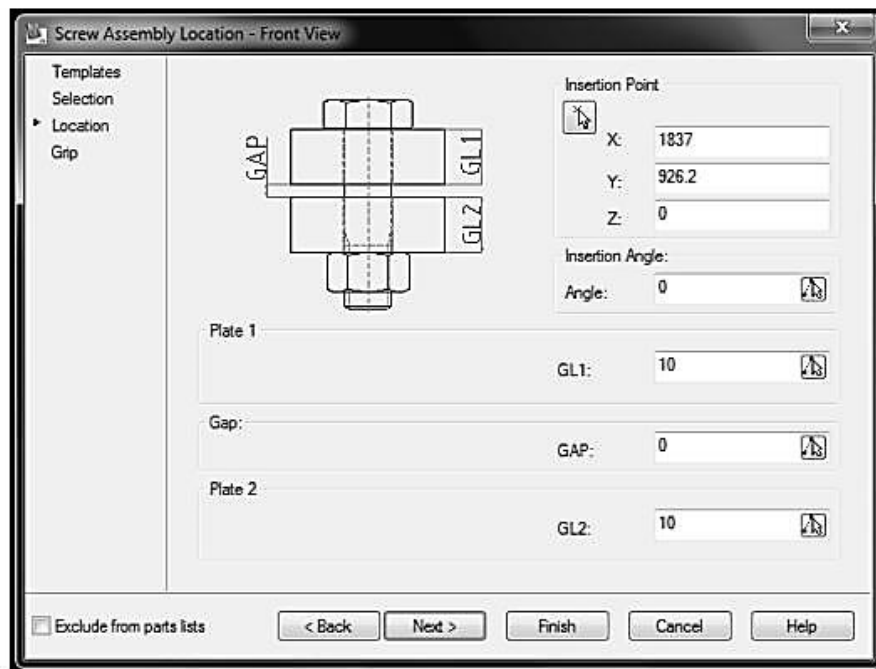 Screw Assembly Location - Front View
Templates
Selection
Location
Grip
GAP
GL1
GL2
Insertion Point
X: 1837
Y: 926.2
Z: 0
Insertion Angle:
Angle: 0
Plate 1
GL1: 10
Gap:
GAP: 0
Plate 2
GL2: 10
Exclude from parts lists
< Back
Next >
Finish
Cancel
Help